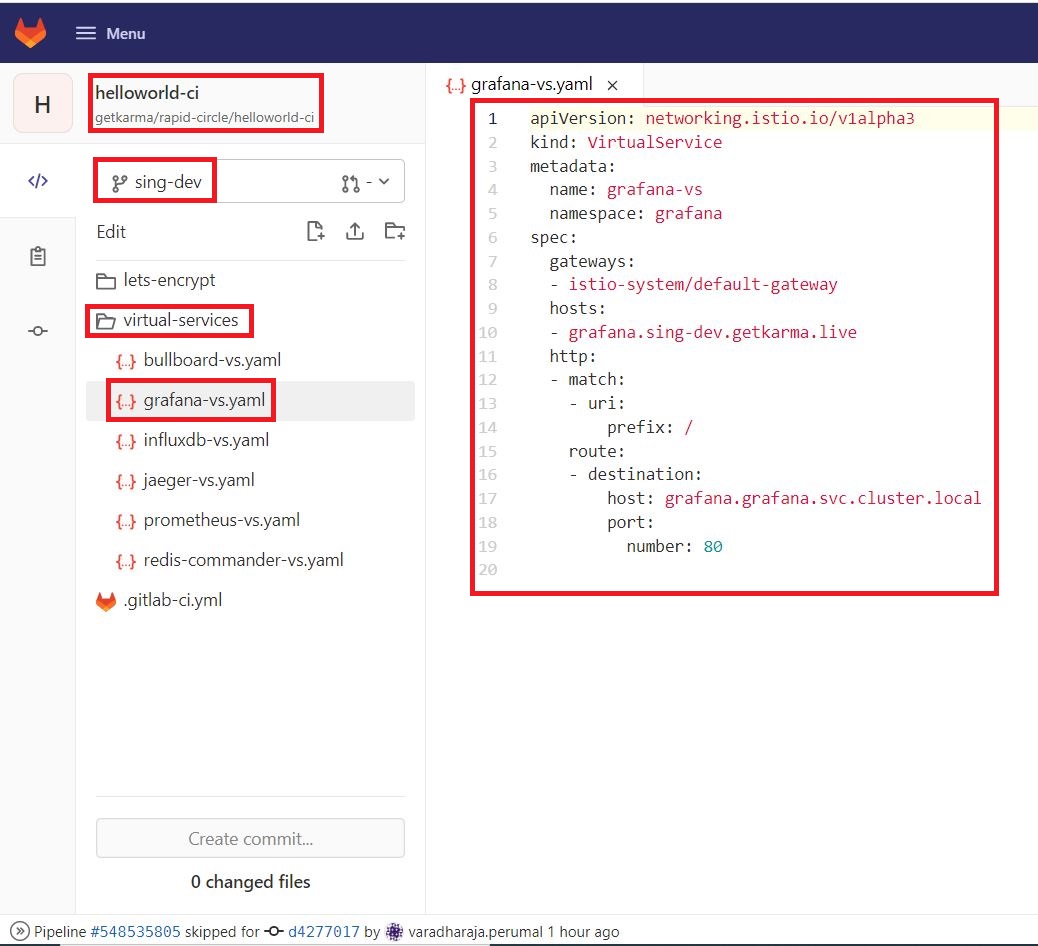 Menu
H
helloworld-ci
getkarma/rapid-circle/helloworld-ci
sing-dev
-
Edit
lets-encrypt
virtual-services
{..} bullboard-vs.yaml
{..} grafana-vs.yaml
{..} influxdb-vs.yaml
{..} jaeger-vs.yaml
{..} prometheus-vs.yaml
{..} redis-commander-vs.yaml
.gitlab-ci.yml
Create commit...
0 changed files
{..} grafana-vs.yaml ×
1 apiVersion: networking.istio.io/v1alpha3
2 kind: VirtualService
3 metadata:
4   name: grafana-vs
5   namespace: grafana
6 spec:
7   gateways:
8   - istio-system/default-gateway
9   hosts:
10   - grafana.sing-dev.getkarma.live
11   http:
12   - match:
13     - uri:
14         prefix: /
15     route:
16     - destination:
17         host: grafana.grafana.svc.cluster.local
18         port:
19           number: 80
20
Pipeline #548535805 skipped for d4277017 by varadharaja.perumal 1 hour ago